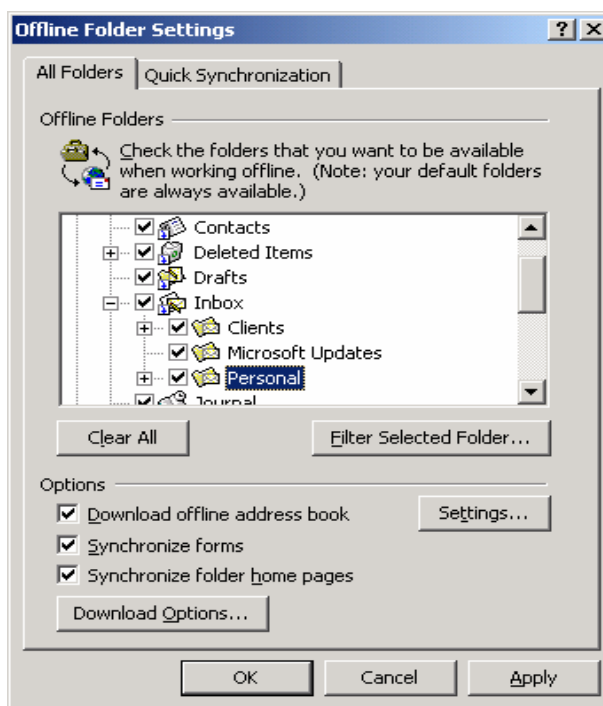 Offline Folder Settings
All Folders
Quick Synchronization
Offline Folders
Check the folders that you want to be available
when working offline. (Note: your default folders
are always available.)
Contacts
Deleted Items
Drafts
Inbox
Clients
Microsoft Updates
Personal
Journal
Clear All
Filter Selected Folder...
Options
Download offline address book
Settings...
Synchronize forms
Synchronize folder home pages
Download Options...
OK
Cancel
Apply